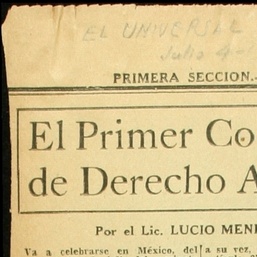 EL UNIVERSAL
Julio 4-
PRIMERA SECCION.
El Primer Co
de Derecho A
Por el Lic. LUCIO MEN
Va a celebrarse en México, del a su vez,